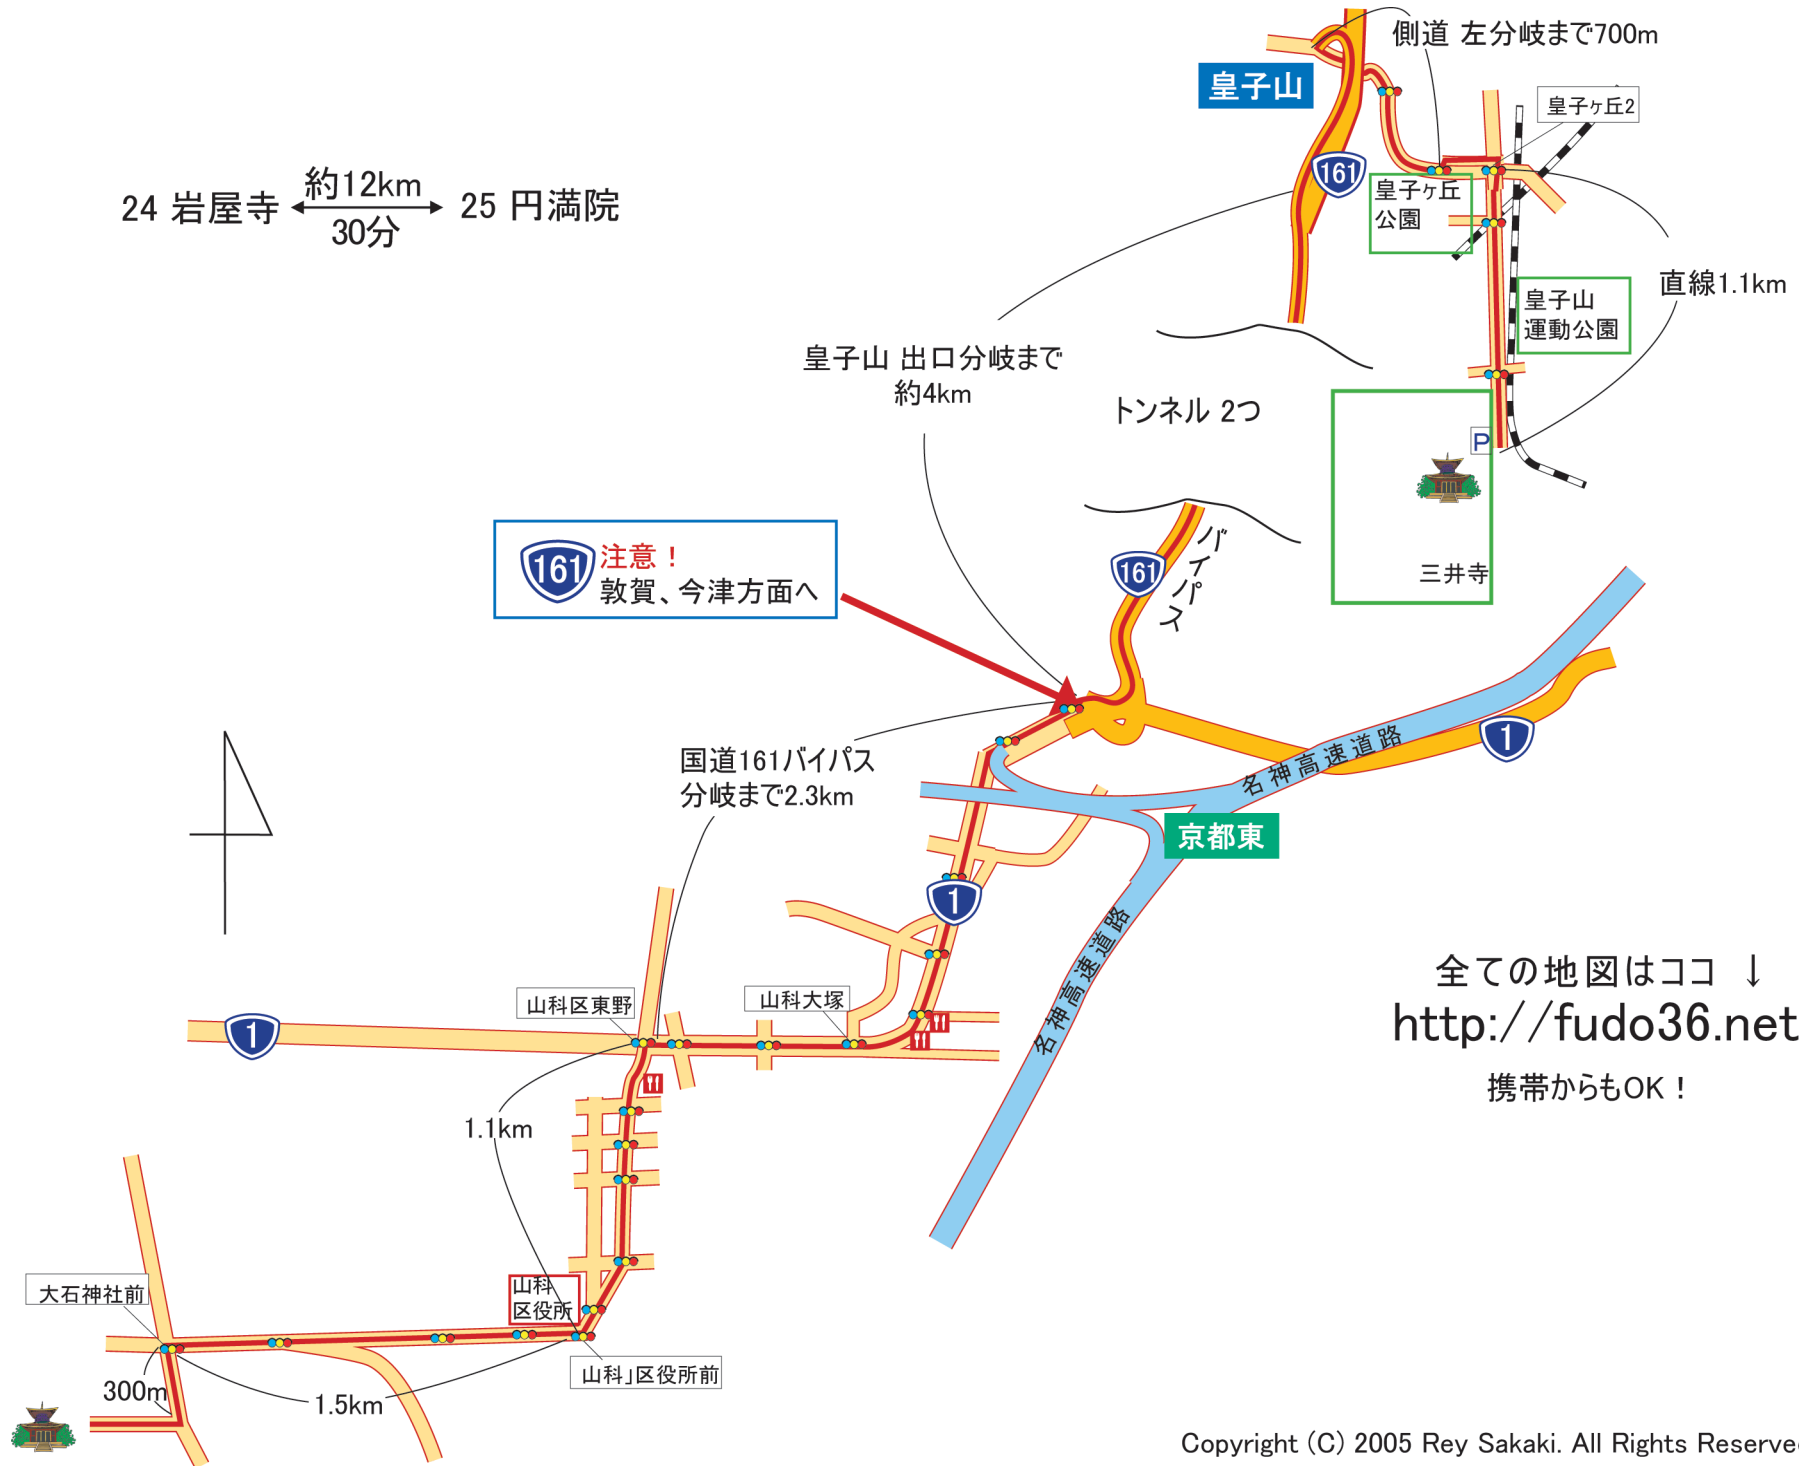 側道 左分岐まで700m
皇子山
皇子ヶ丘2
161
皇子ヶ丘
公園
24 岩屋寺
約12km
30分
25 円満院
直線1.1km
皇子山
運動公園
皇子山 出口分岐まで
約4km
トンネル 2つ
P
三井寺
161
注意！
敦賀、今津方面へ
161
バイパス
国道161バイパス
分岐まで2.3km
1
名神高速道路
京都東
1
名神高速道路
山科区東野
山科大塚
1
1.1km
全ての地図はココ ↓
http://fudo36.net
携帯からもOK！
大石神社前
山科
区役所
山科」区役所前
300m
1.5km
Copyright (C) 2005 Rey Sakaki. All Rights Reserve